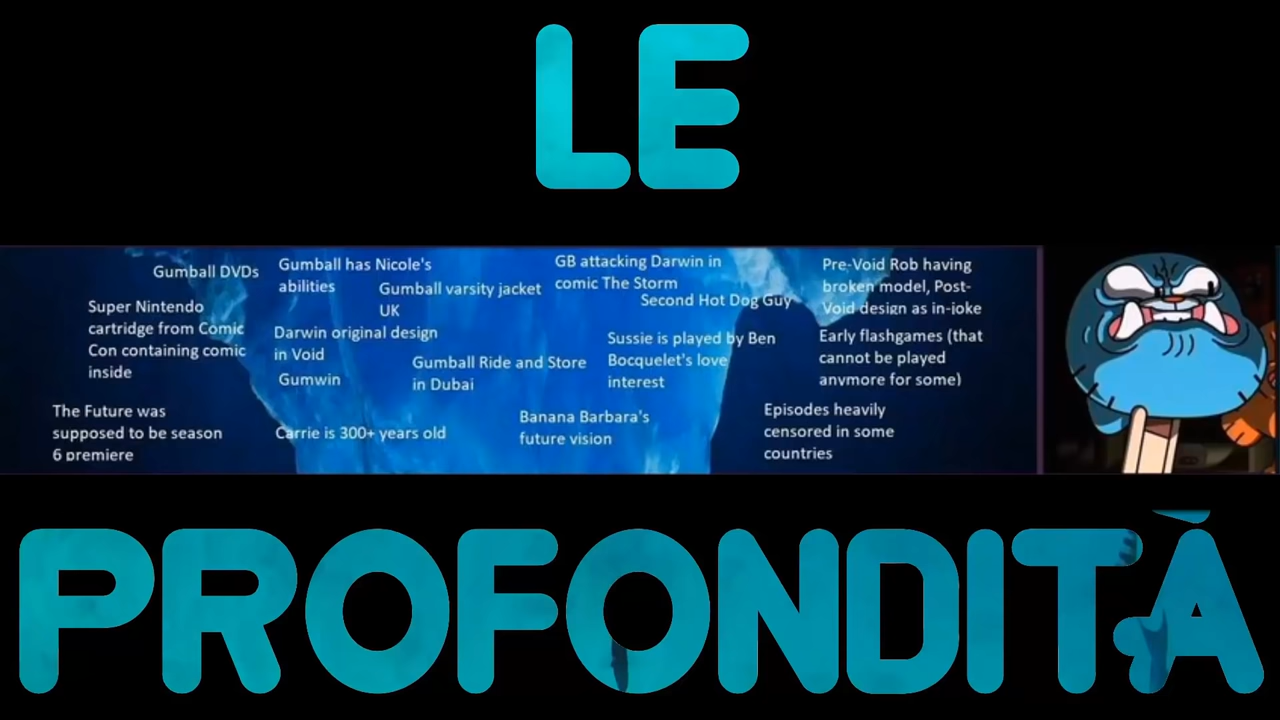 LE
Gumball DVDs
Gumball has Nicole's
abilities
Gumball varsity jacket
UK
GB attacking Darwin in
comic The Storm
Second Hot Dog Guy
Pre-Void Rob having
broken model, Post-
Void design as in-joke
Super Nintendo
cartridge from Comic
Con containing comic
inside
Darwin original design
in Void
Gumwin
Gumball Ride and Store
in Dubai
Sussie is played by Ben
Bocquelet's love
interest
Early flashgames (that
cannot be played
anymore for some)
The Future was
supposed to be season
6 premiere
Carrie is 300+ years old
Banana Barbara's
future vision
Episodes heavily
censored in some
countries
PROFONDITÀ